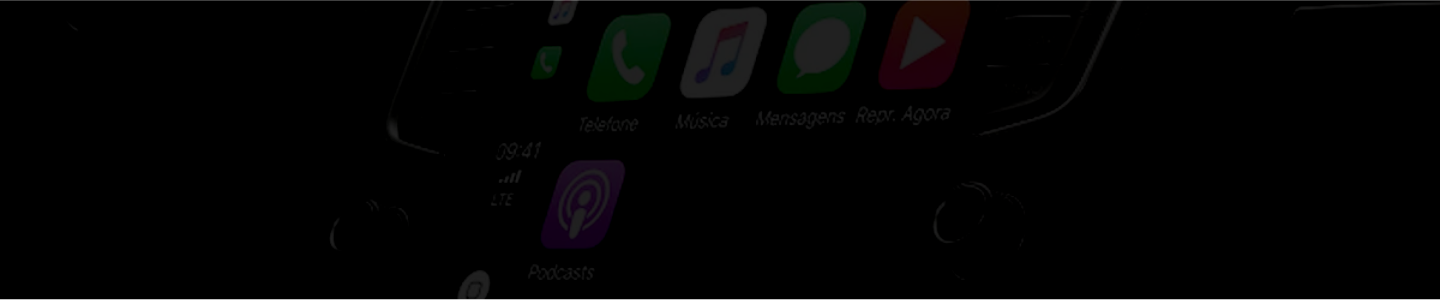 Telefone
Música
Mensagens
Repr. Agora
09:41
LTE
Podcasts